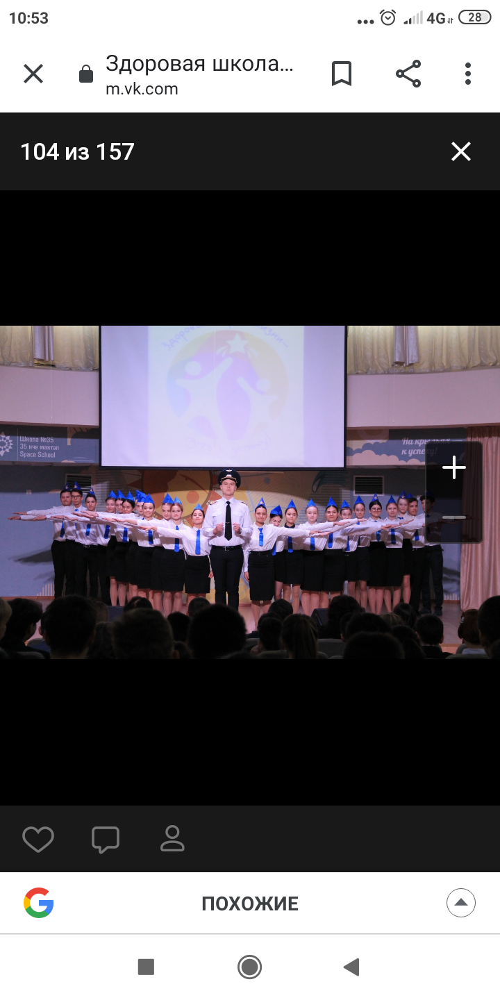 10:53
4G
28
Здоровая школа...
m.vk.com
104 из 157
Школа №35
35 нче мәктәп
Space School
На крыльях
к успеху!
ПОХОЖИЕ